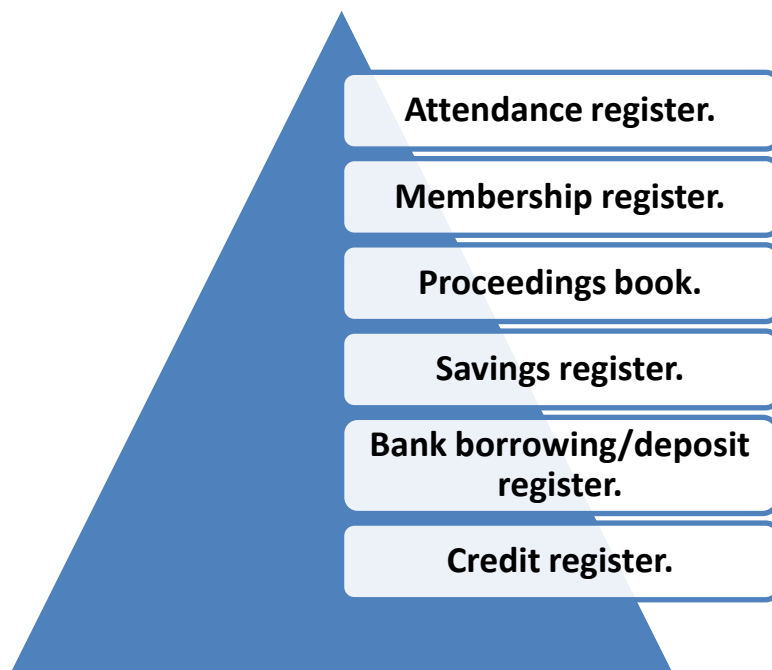 Attendance register.
Membership register.
Proceedings book.
Savings register.
Bank borrowing/deposit
register.
Credit register.